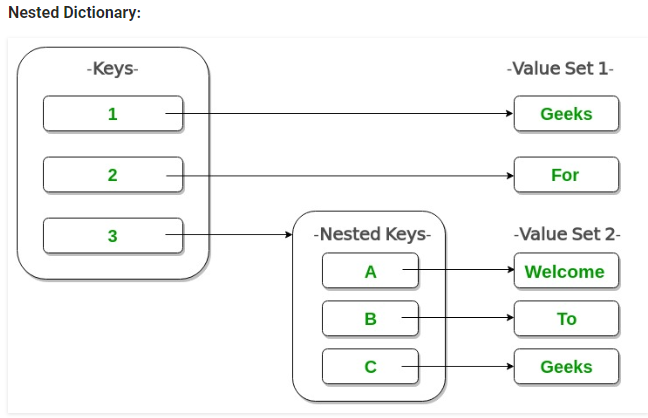 Nested Dictionary:
-Keys- -Value Set 1-
1 Geeks
2 For
3 -Nested Keys- -Value Set 2-
A Welcome
B To
C Geeks